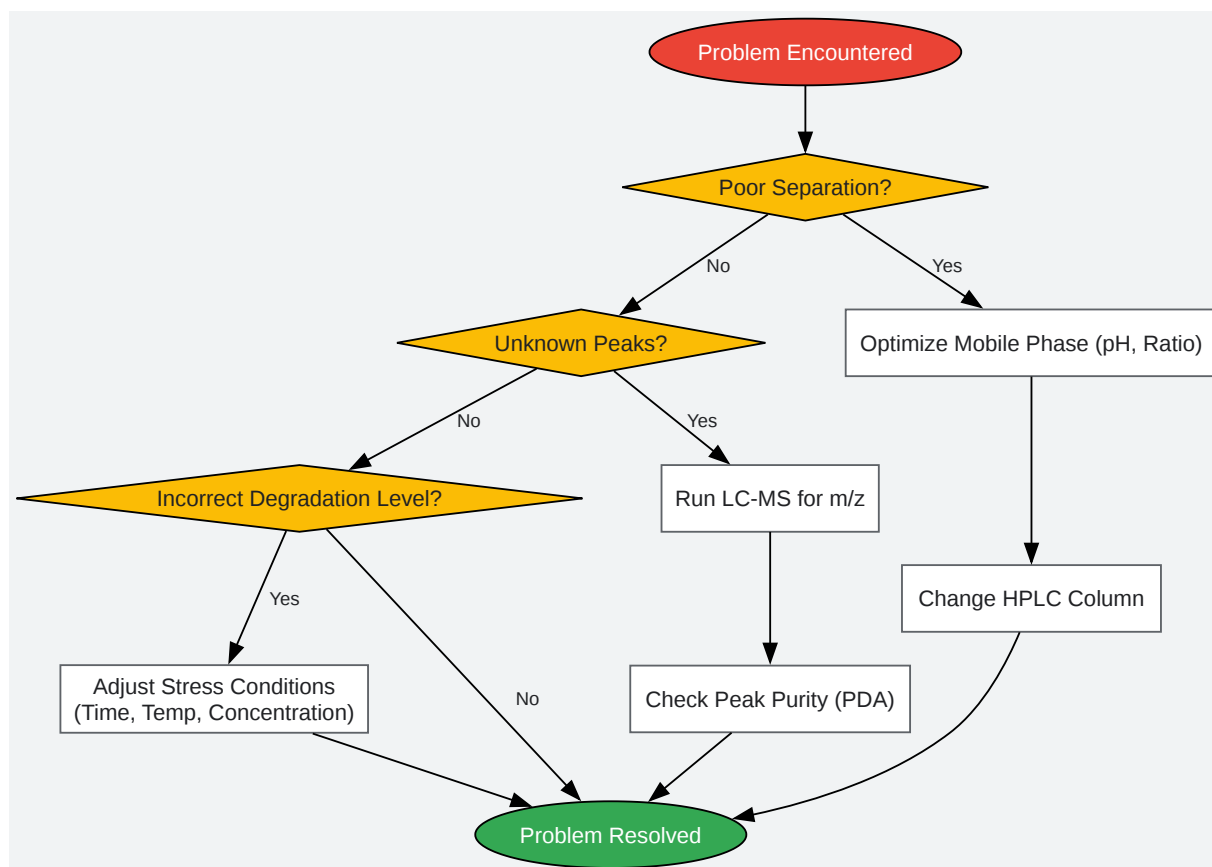 Problem Encountered
Poor Separation?
No
Yes
Unknown Peaks?
Optimize Mobile Phase (pH, Ratio)
No
Yes
Incorrect Degradation Level?
Run LC-MS for m/z
Change HPLC Column
Yes
Adjust Stress Conditions
(Time, Temp, Concentration)
No
Check Peak Purity (PDA)
Problem Resolved